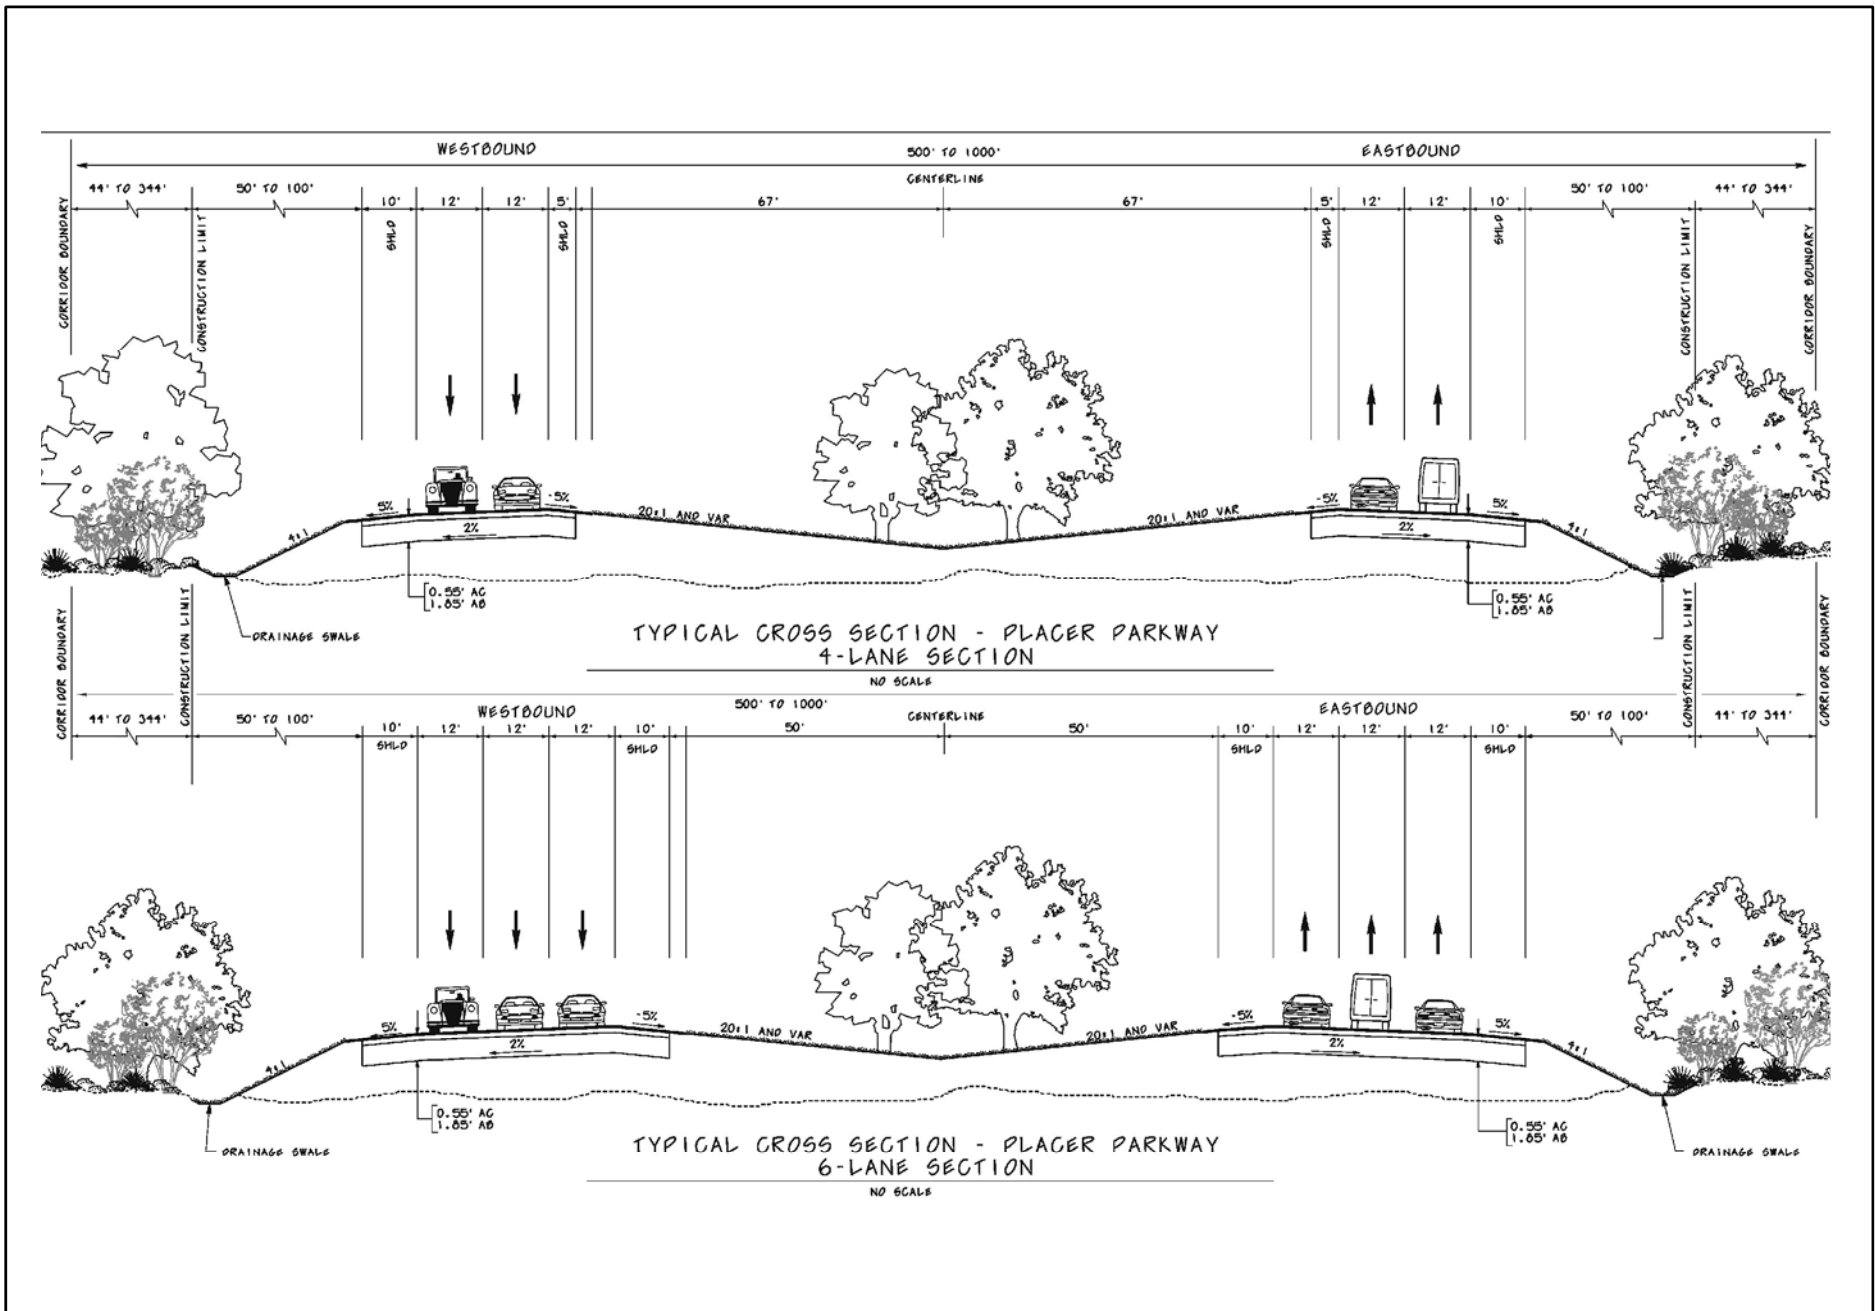 WESTBOUND 500' TO 1000' EASTBOUND
CENTERLINE
44' TO 344' 50' TO 100' 10' 12' 12' 5' 67' 67' 5' 12' 12' 10' 50' TO 100' 44' TO 344'
CORRIDOR BOUNDARY
CONSTRUCTION LIMIT
SHLD
SHLD
SHLD
SHLD
CONSTRUCTION LIMIT
CORRIDOR BOUNDARY
4:1 5% 2% -5% 20:1 AND VAR 20:1 AND VAR -5% 2% 5% 4:1
0.55' AC
1.85' AB
0.55' AC
1.85' AB
DRAINAGE SWALE
TYPICAL CROSS SECTION - PLACER PARKWAY
4-LANE SECTION
NO SCALE
CORRIDOR BOUNDARY
CONSTRUCTION LIMIT
CONSTRUCTION LIMIT
CORRIDOR BOUNDARY
WESTBOUND 500' TO 1000' CENTERLINE EASTBOUND
44' TO 344' 50' TO 100' 10' 12' 12' 12' 10' 50' 50' 10' 12' 12' 12' 10' 50' TO 100' 44' TO 344'
SHLD SHLD SHLD SHLD
4:1 5% 2% -5% 20:1 AND VAR 20:1 AND VAR -5% 2% 5% 4:1
0.55' AC
1.85' AB
0.55' AC
1.85' AB
DRAINAGE SWALE
DRAINAGE SWALE
TYPICAL CROSS SECTION - PLACER PARKWAY
6-LANE SECTION
NO SCALE